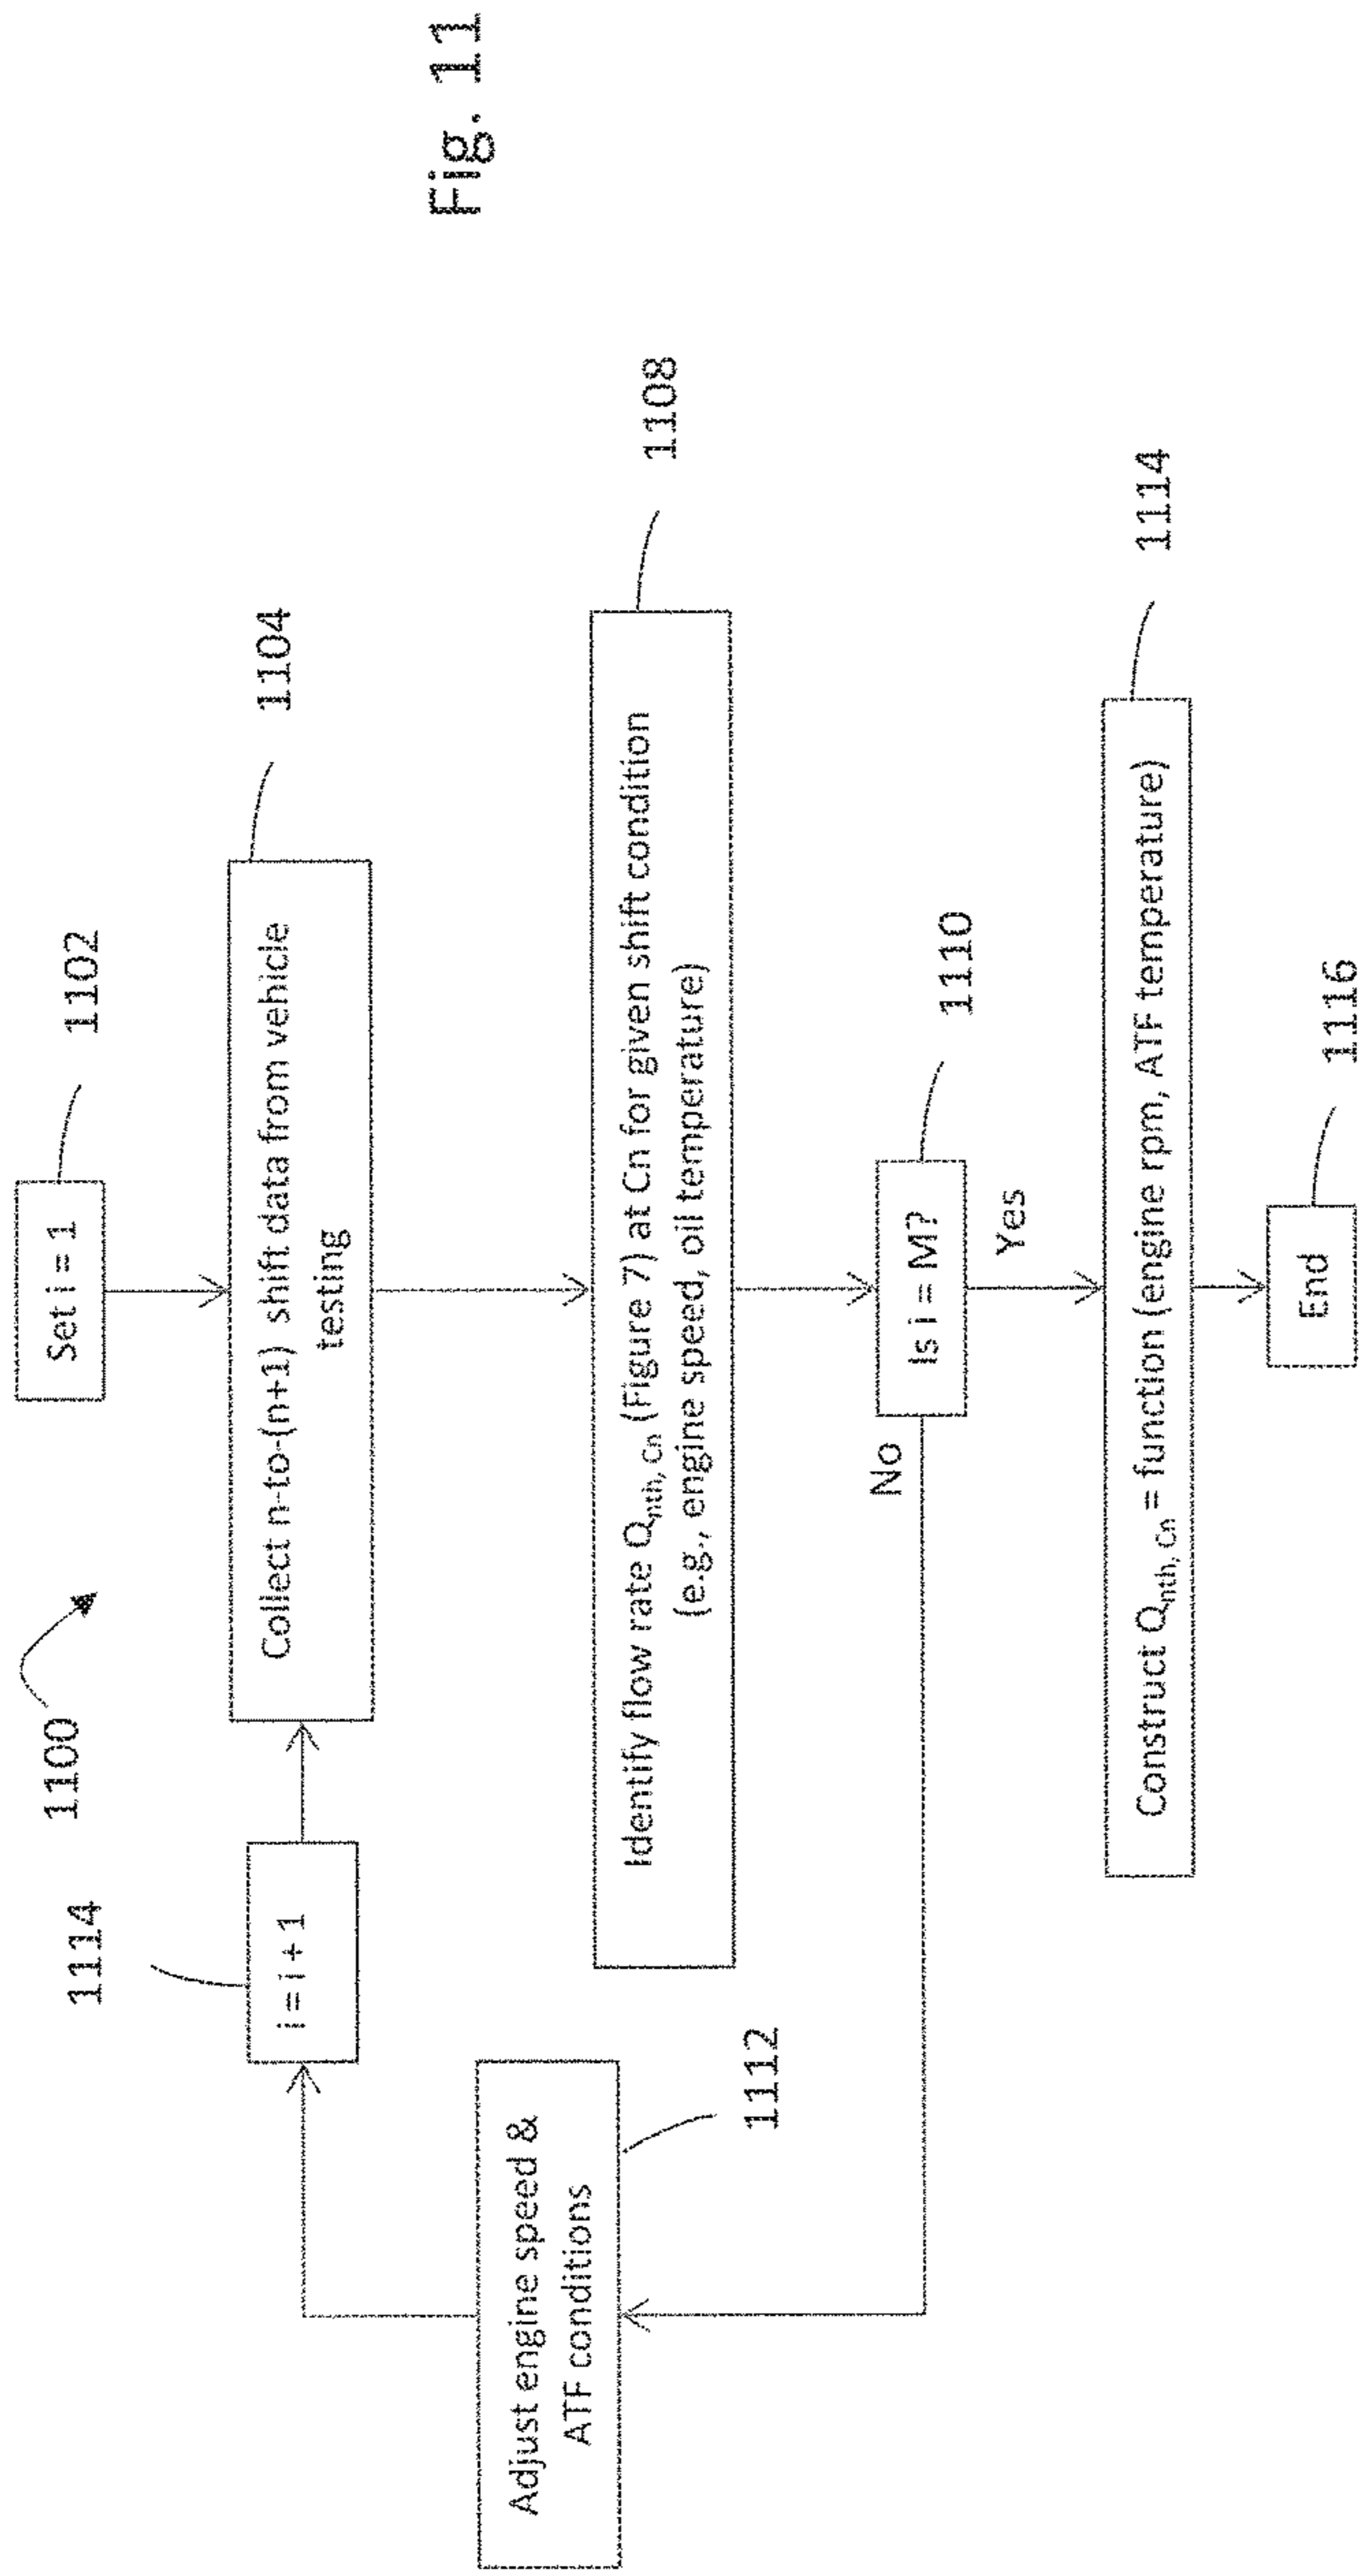 1100
Set i = 1
1102
1114
i = i + 1
Collect n-to-(n+1) shift data from vehicle
testing
1104
Adjust engine speed &
ATF conditions
1112
Identify flow rate Qnth, Cn (Figure 7) at Cn for given shift condition
(e.g., engine speed, oil temperature)
1108
No
Is i = M?
1110
Yes
Construct Qnth, Cn = function (engine rpm, ATF temperature)
1114
End
1116
Fig. 11